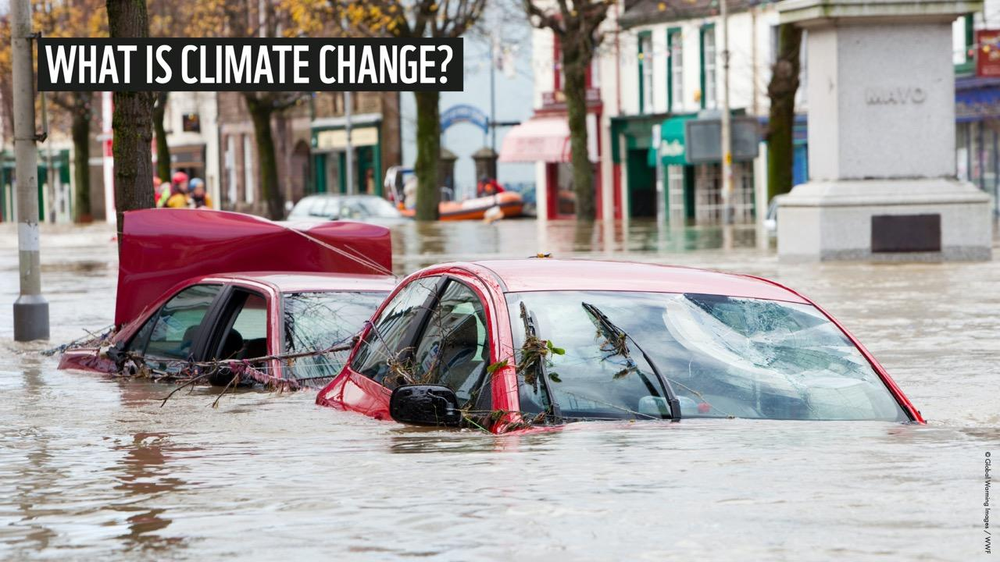 WHAT IS CLIMATE CHANGE?
MAYO
© Global Warming Images / WWF